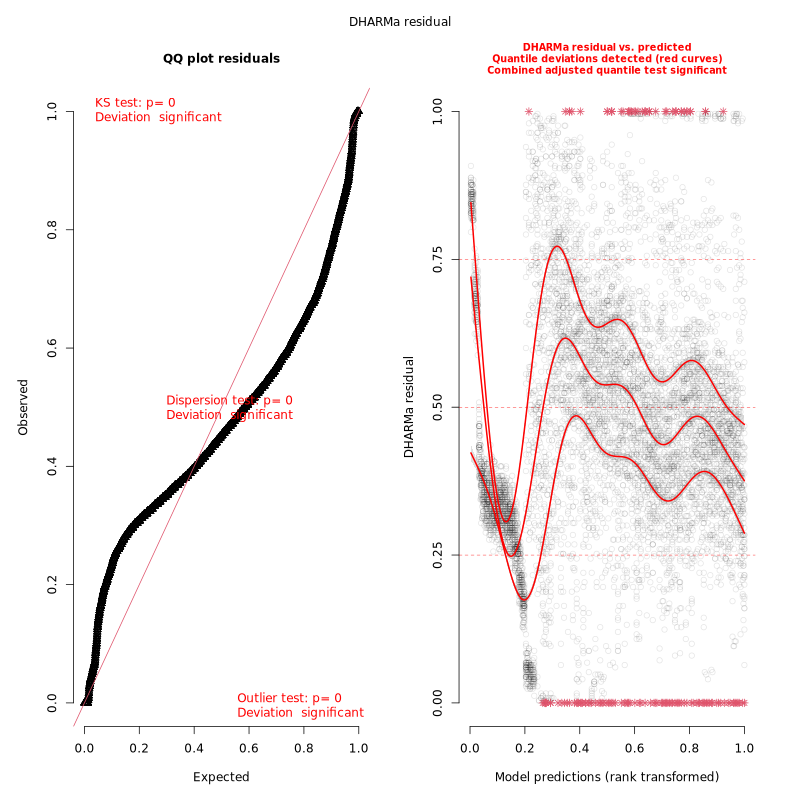 DHARMa residual
QQ plot residuals
KS test: p= 0
Deviation  significant
Dispersion test: p= 0
Deviation  significant
Outlier test: p= 0
Deviation  significant
Observed
0.0
0.2
0.4
0.6
0.8
1.0
0.0
0.2
0.4
0.6
0.8
1.0
Expected
DHARMa residual vs. predicted
Quantile deviations detected (red curves)
Combined adjusted quantile test significant
DHARMa residual
0.00
0.25
0.50
0.75
1.00
0.0
0.2
0.4
0.6
0.8
1.0
Model predictions (rank transformed)